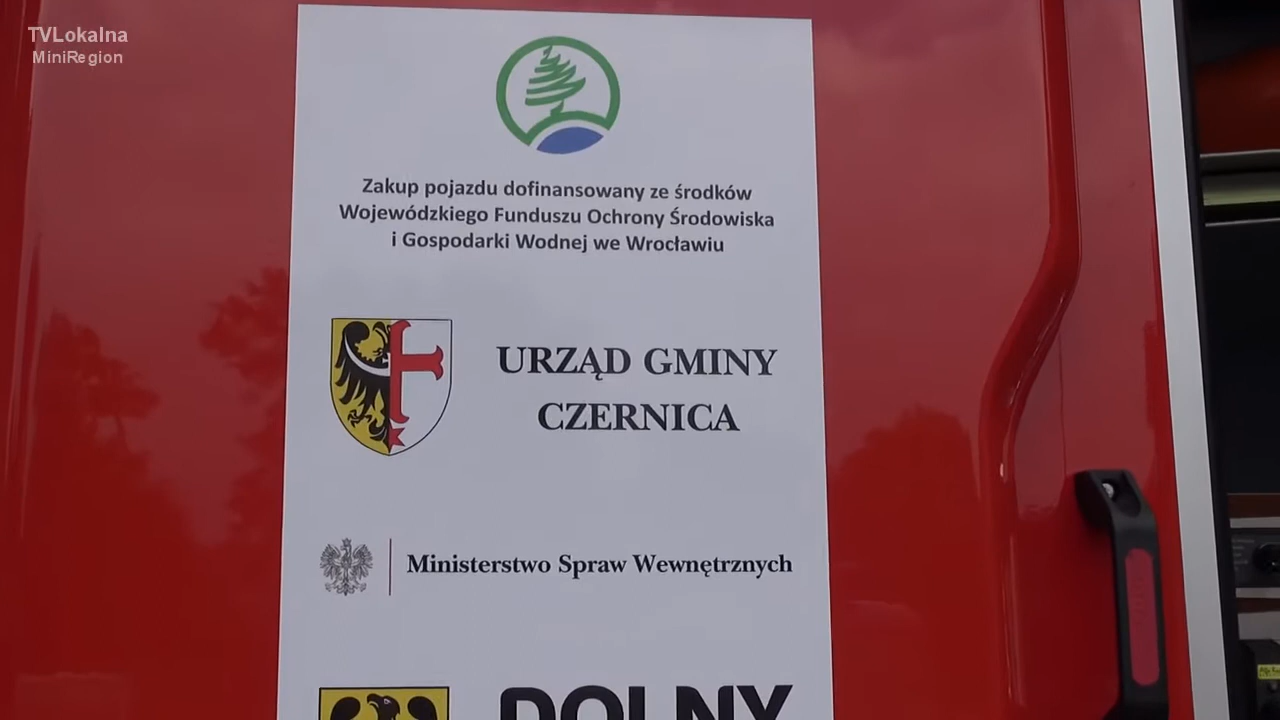 TVLokalna
MiniRegion
Zakup pojazdu dofinansowany ze środków
Wojewódzkiego Funduszu Ochrony Środowiska
i Gospodarki Wodnej we Wrocławiu
URZĄD GMINY
CZERNICA
Ministerstwo Spraw Wewnętrznych
DOLNY